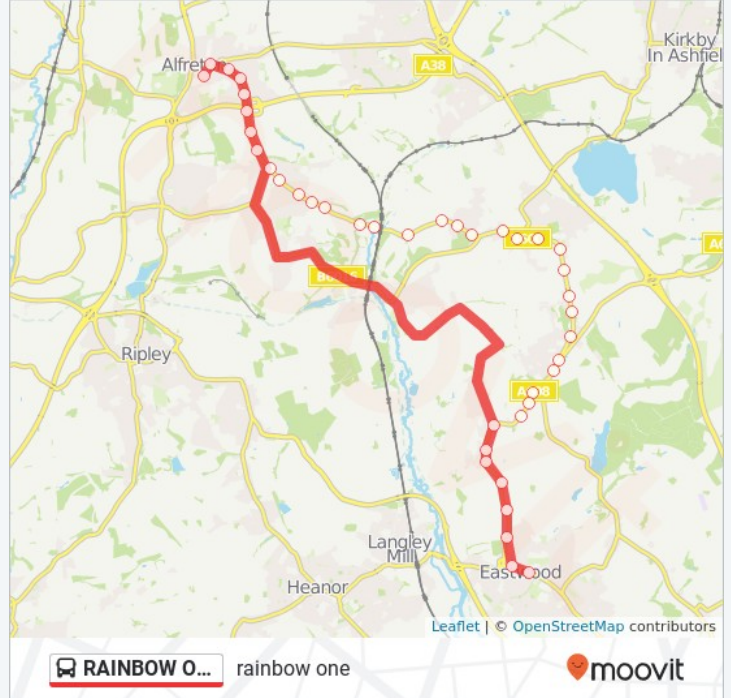 Kirkby
In Ashfiel
Alfret
A38
Ripley
Langley
Mill
Eastwood
Heanor
Leaflet | © OpenStreetMap contributors
RAINBOW O... rainbow one
moovit